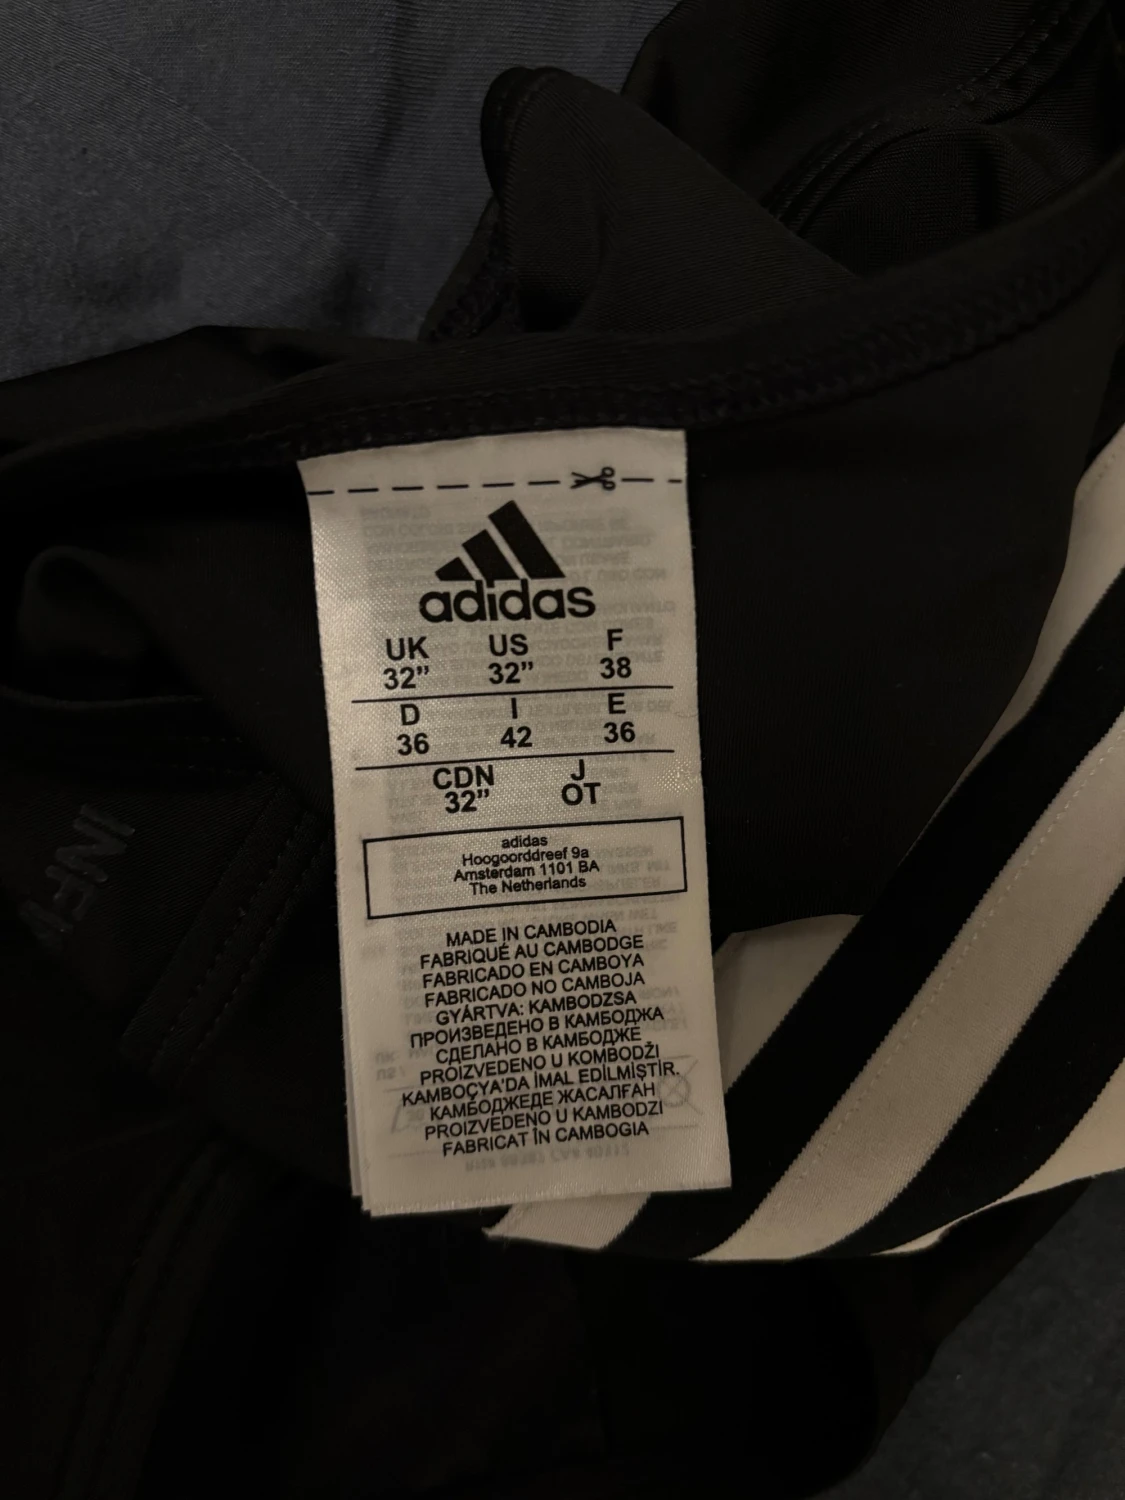 adidas
UK US F
32” 32” 38
D I E
36 42 36
CDN J
32” OT
adidas
Hoogoorddreef 9a
Amsterdam 1101 BA
The Netherlands
MADE IN CAMBODIA
FABRIQUÉ AU CAMBODGE
FABRICADO EN CAMBOYA
FABRICADO NO CAMBOJA
GYÁRTVA: KAMBODZSA
ПРОИЗВЕДЕНО В КАМБОДЖА
СДЕЛАНО В КАМБОДЖЕ
PROIZVEDENO U KOMBODŽI
KAMBOÇYA'DA İMAL EDİLMİŞTİR.
КАМБОДЖЕДЕ ЖАСАЛҒАН
PROIZVEDENO U KAMBODZI
FABRICAT ÎN CAMBOGIA
INF